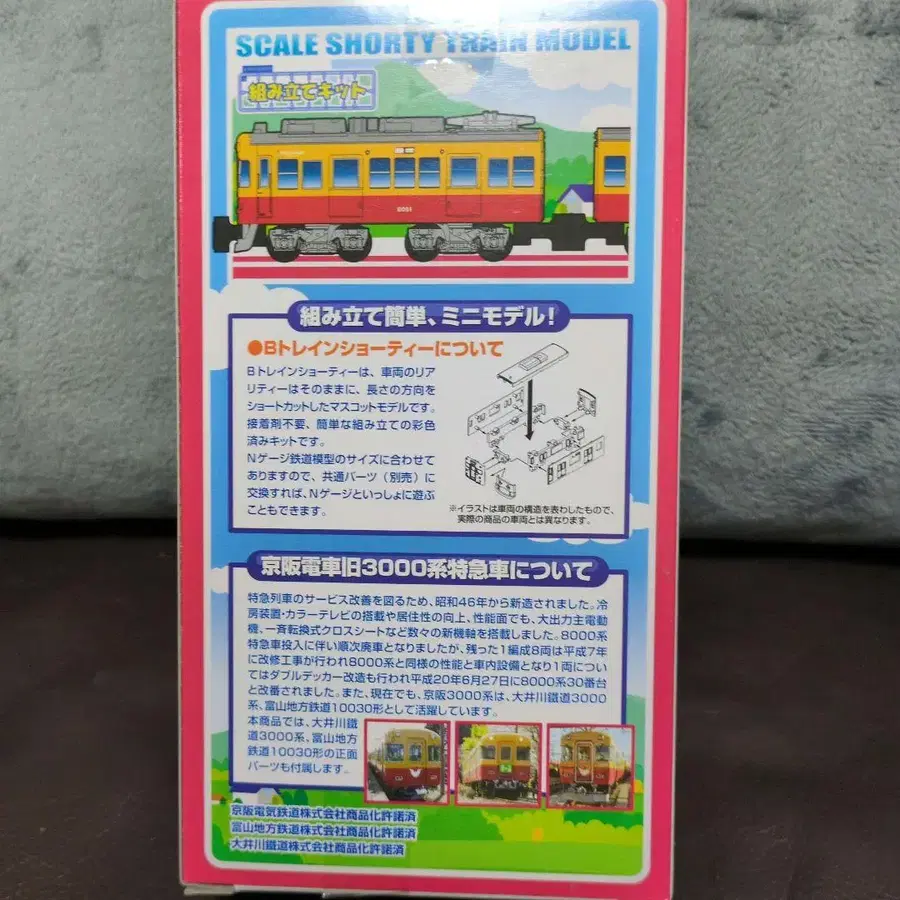 SCALE SHORTY TRAIN MODEL
組み立てキット
組み立て簡単、ミニモデル!
●Bトレインショーティーについて
Bトレインショーティーは、車両のリア
リティーはそのままに、長さの方向を
ショートカットしたマスコットモデルです。
接着剤不要、簡単な組み立ての彩色
済みキットです。
Nゲージ鉄道模型のサイズに合わせて
ありますので、共通パーツ(別売)に
交換すれば、Nゲージといっしょに遊ぶ
こともできます。
※イラストは車両の構造を表わしたもので、
実際の商品の車両とは異なります。
京阪電車旧3000系特急車について
特急列車のサービス改善を図るため、昭和46年から新造されました。冷
房装置・カラーテレビの搭載や居住性の向上、性能面でも、大出力主電動
機、一斉転換式クロスシートなど数々の新機軸を搭載しました。8000系
特急車投入に伴い順次廃車となりましたが、残った1編成8両は平成7年
に改修工事が行われ8000系と同様の性能と車内設備となり1両につい
てはダブルデッカー改造も行われ平成20年6月27日に8000系30番台
と改番されました。また、現在でも、京阪3000系は、大井川鐵道3000
系、富山地方鉄道10030形として活躍しています。
本商品では、大井川鐵
道3000系、富山地方
鉄道10030形の正面
パーツも付属します。
京阪電気鉄道株式会社商品化許諾済
富山地方鉄道株式会社商品化許諾済
大井川鐵道株式会社商品化許諾済